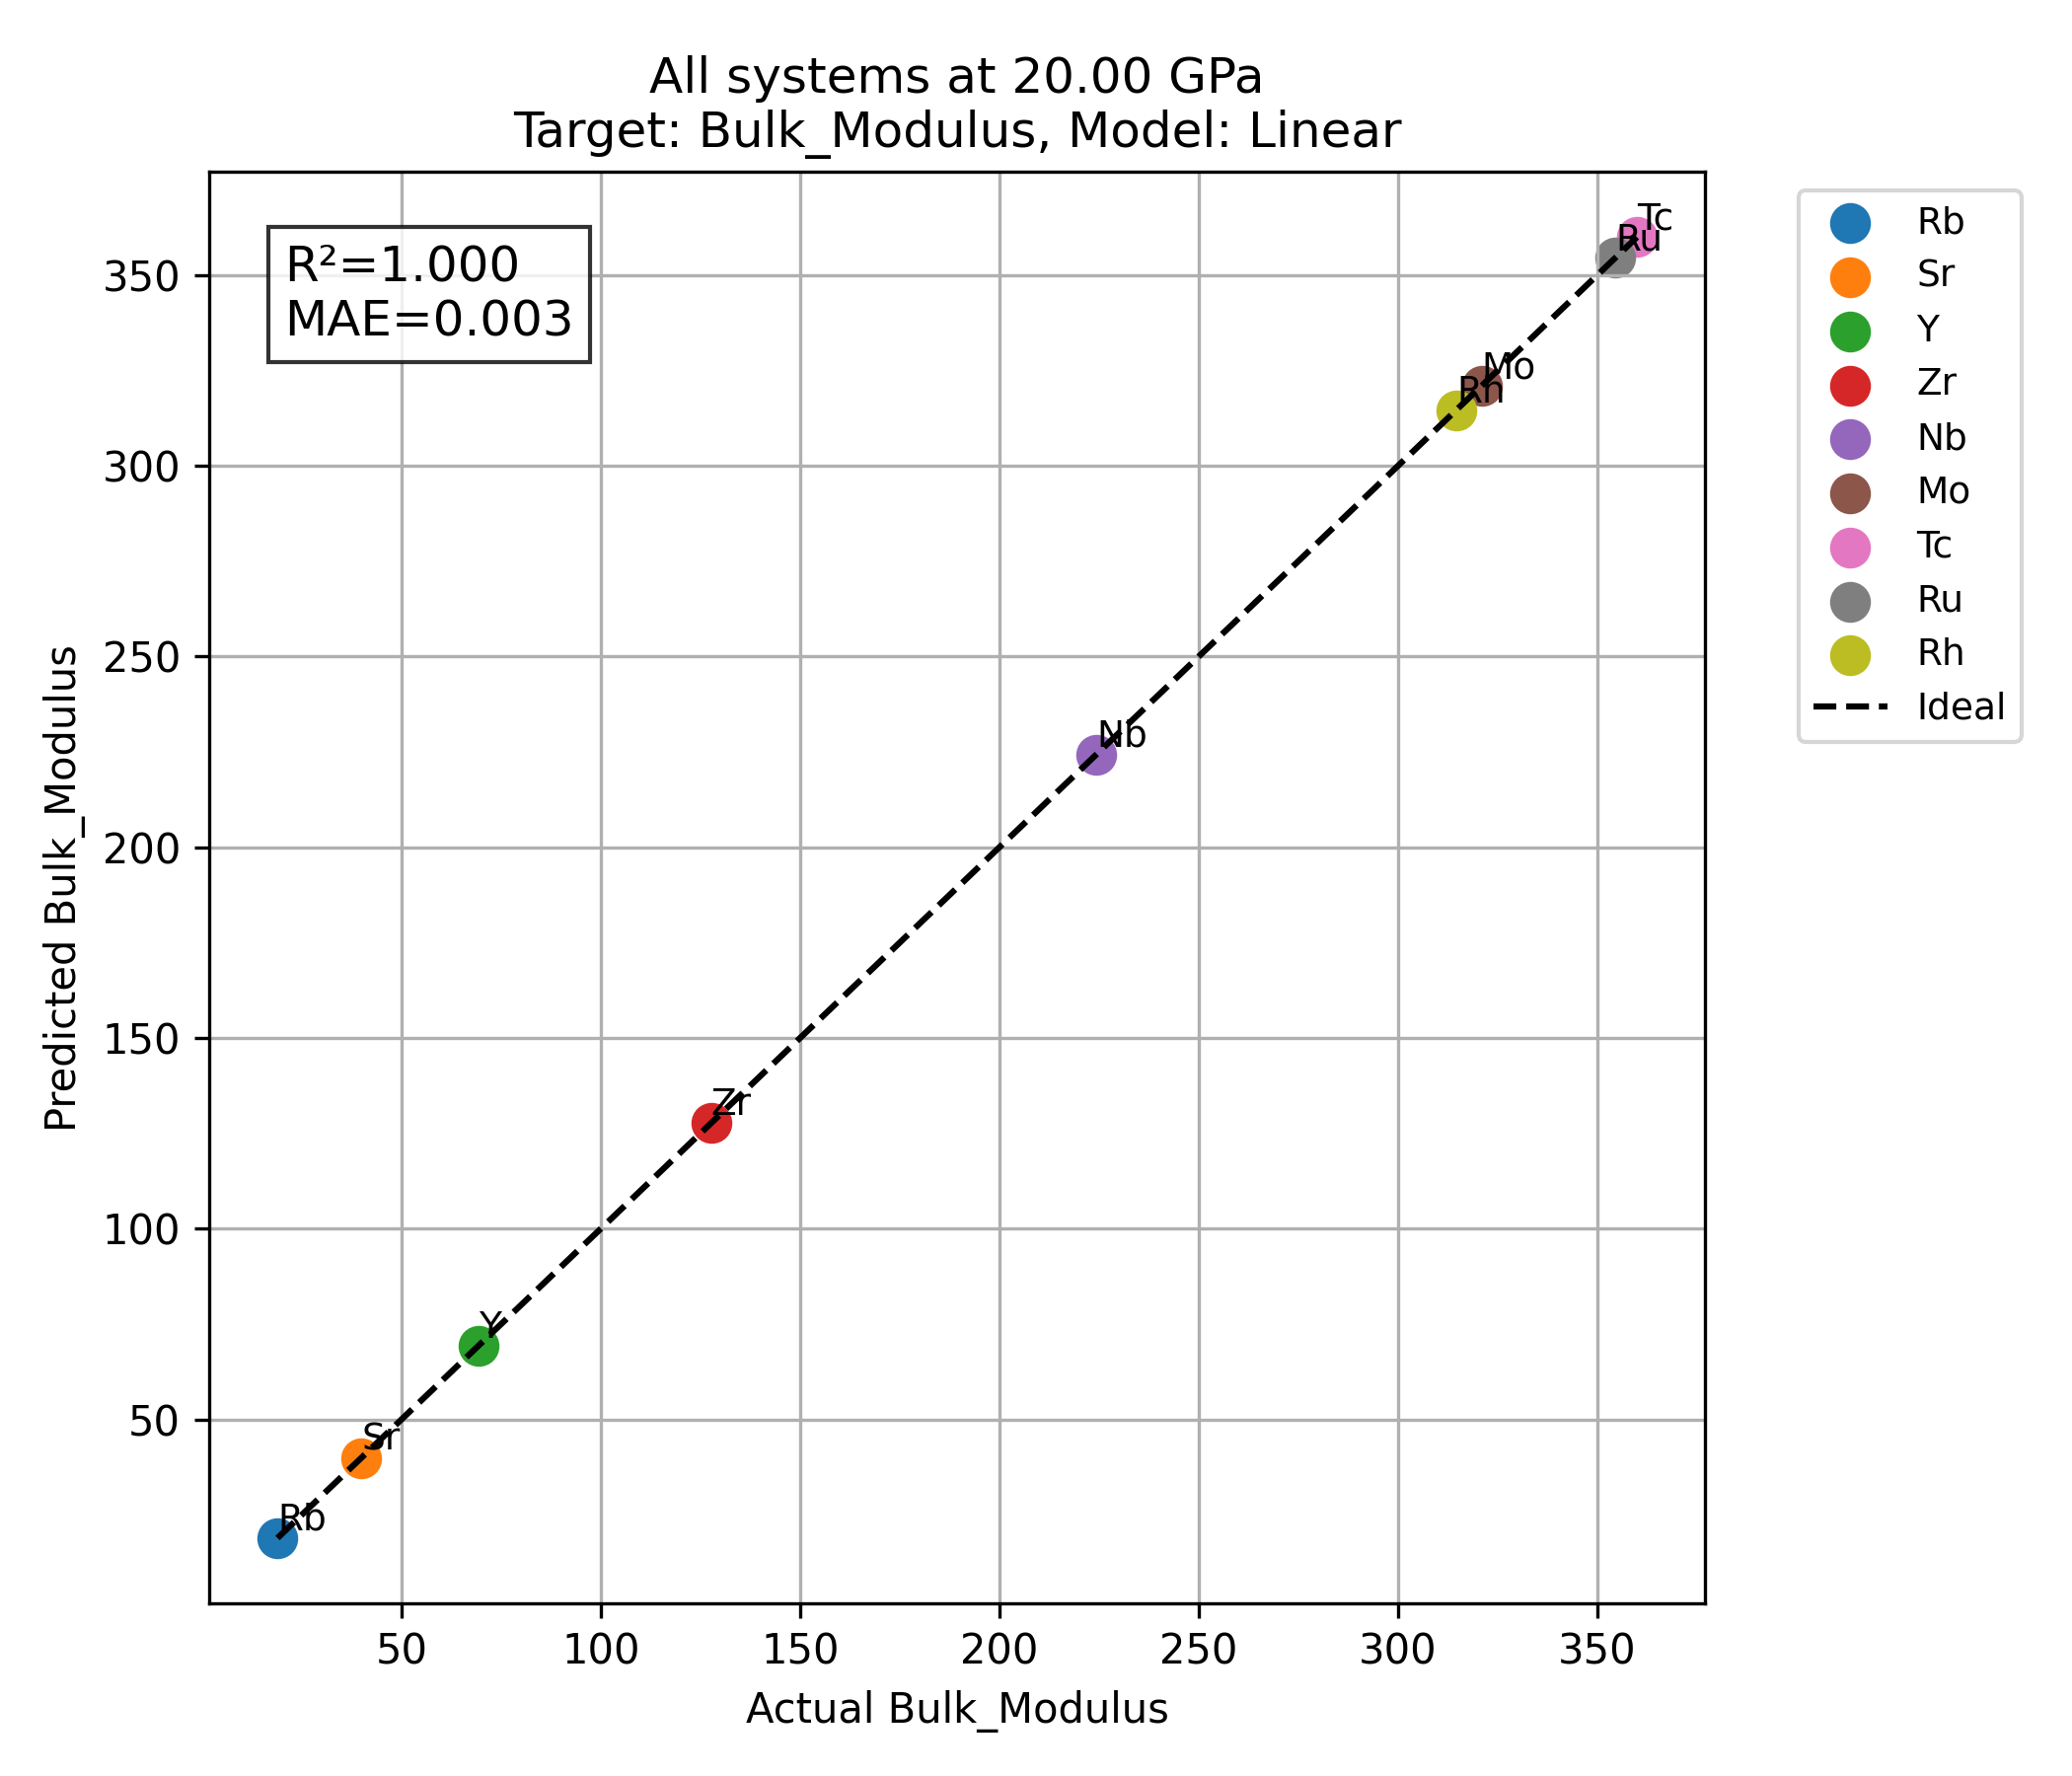 All systems at 20.00 GPa
Target: Bulk_Modulus, Model: Linear
R²=1.000
MAE=0.003
Tc
Ru
Mo
Rh
Nb
Zr
Y
Sr
Rb
350
300
250
200
150
100
50
Predicted Bulk_Modulus
50 100 150 200 250 300 350
Actual Bulk_Modulus
Rb
Sr
Y
Zr
Nb
Mo
Tc
Ru
Rh
Ideal